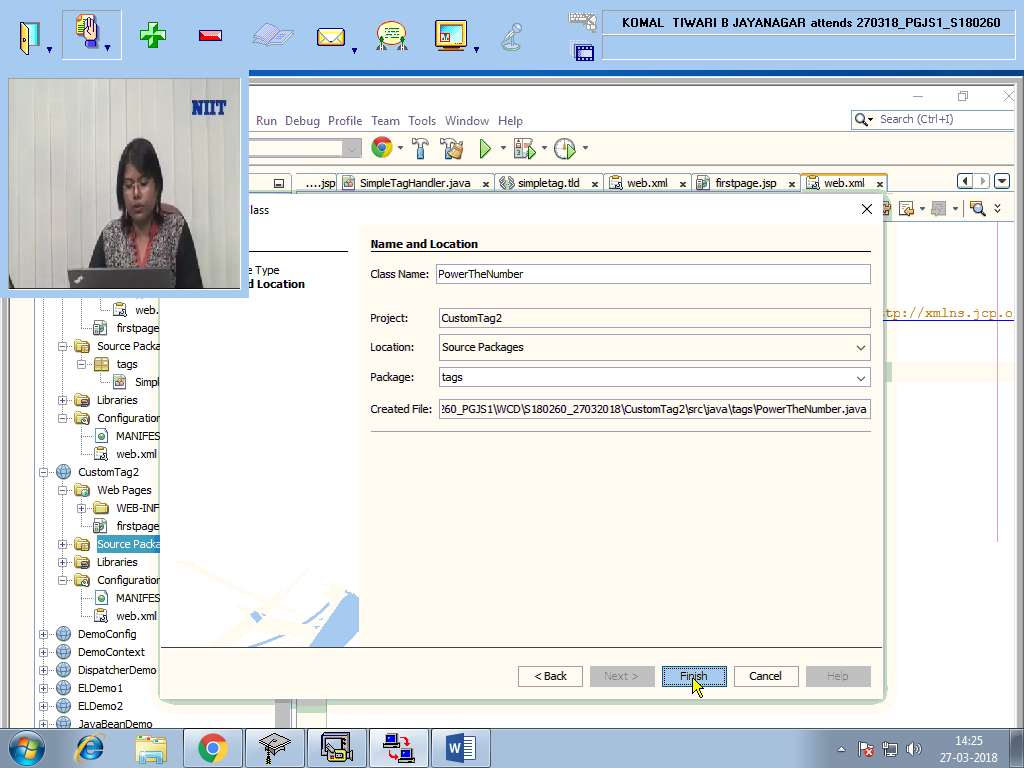 KOMAL TIWARI B JAYANAGAR attends 270318_PGJS1_S180260
NIIT
Run Debug Profile Team Tools Window Help
Search (Ctrl+I)
....jsp SimpleTagHandler.java simpletag.tld web.xml firstpage.jsp web.xml
lass
e Type
d Location
Name and Location
Class Name: PowerTheNumber
Project: CustomTag2
Location: Source Packages
Package: tags
Created File: 260_PGJS1\WCD\S180260_27032018\CustomTag2\src\java\tags\PowerTheNumber.java
tp://xmlns.jcp.o
web.
firstpage
Source Packa
tags
Simpl
Libraries
Configuration
MANIFES
web.xml
CustomTag2
Web Pages
WEB-INF
firstpage
Source Packa
Libraries
Configuration
MANIFES
web.xml
DemoConfig
DemoContext
DispatcherDemo
ELDemo1
ELDemo2
JavaBeanDemo
< Back Next > Finish Cancel Help
14:25
27-03-2018